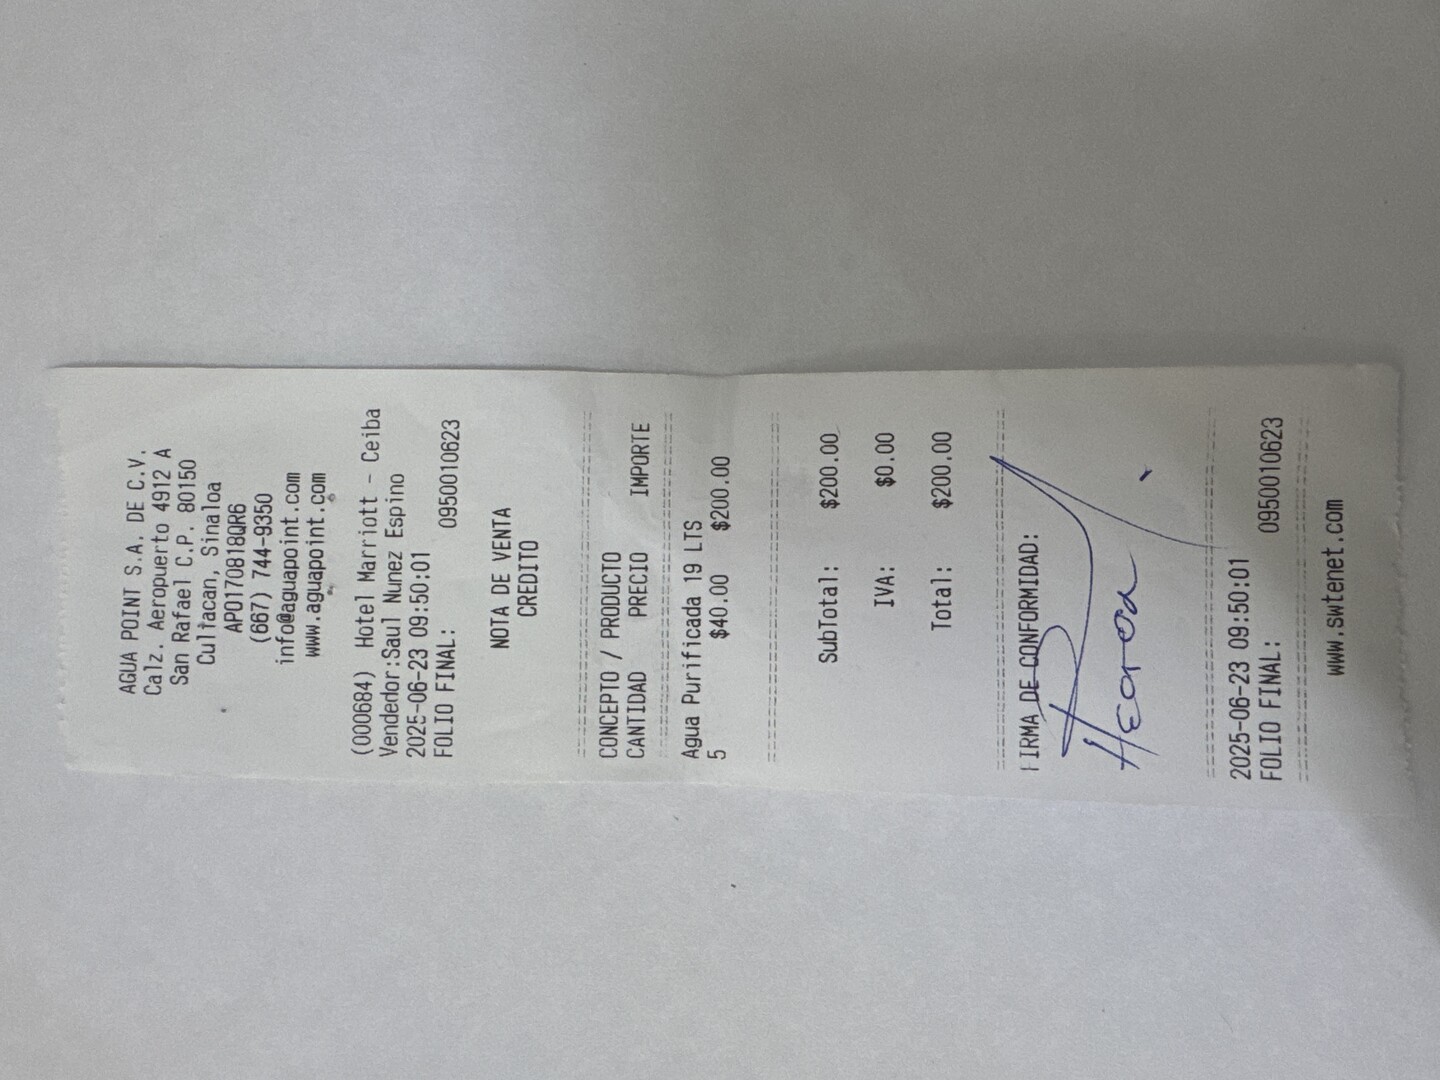 AGUA POINT S.A. DE C.V.
Calz. Aeropuerto 4912 A
San Rafael C.P. 80150
Culiacan, Sinaloa
APO170818QR6
(667) 744-9350
info@aguapoint.com
www.aguapoint.com
(000684) Hotel Marriott - Ceiba
Vendedor:Saul Nunez Espino
2025-06-23 09:50:01
FOLIO FINAL: 0950010623
NOTA DE VENTA
CREDITO
CONCEPTO / PRODUCTO
CANTIDAD PRECIO IMPORTE
Agua Purificada 19 LTS
5 $40.00 $200.00
SubTotal: $200.00
IVA: $0.00
Total: $200.00
FIRMA DE CONFORMIDAD:
2025-06-23 09:50:01
FOLIO FINAL: 0950010623
www.swtenet.com